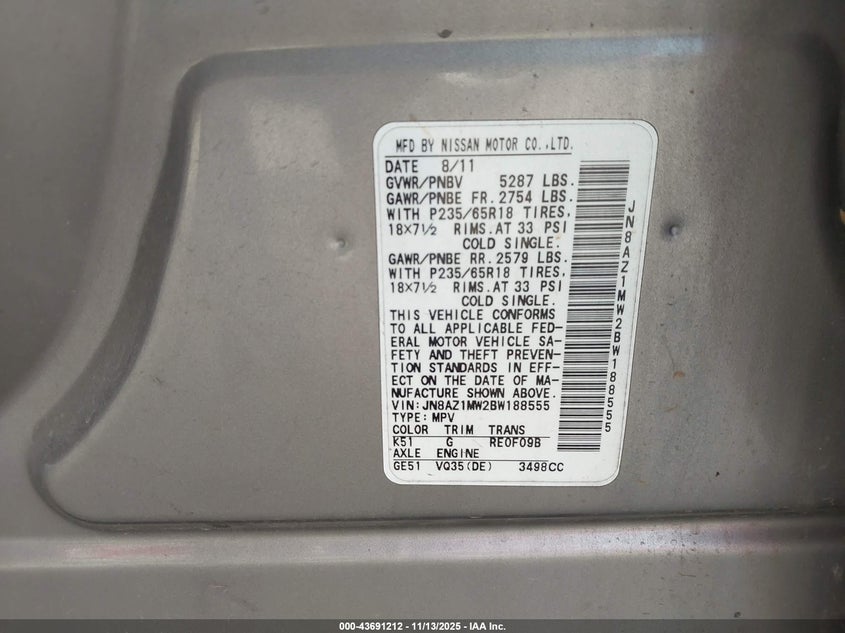 MFD BY NISSAN MOTOR CO.,LTD.
DATE 8/11
GVWR/PNBV 5287 LBS.
GAWR/PNBE FR. 2754 LBS.
WITH P235/65R18 TIRES,
18×7½ RIMS.AT 33 PSI
COLD SINGLE.
GAWR/PNBE RR. 2579 LBS.
WITH P235/65R18 TIRES,
18×7½ RIMS.AT 33 PSI
COLD SINGLE.
THIS VEHICLE CONFORMS
TO ALL APPLICABLE FED-
ERAL MOTOR VEHICLE SA-
FETY AND THEFT PREVEN-
TION STANDARDS IN EFF-
ECT ON THE DATE OF MA-
NUFACTURE SHOWN ABOVE.
VIN:JN8AZ1MW2BW188555
TYPE:MPV
COLOR TRIM TRANS
K51 G RE0F09B
AXLE ENGINE
GE51 VQ35(DE) 3498CC
JN8AZ1MW2BW188555
000-43691212 - 11/13/2025 - IAA Inc.